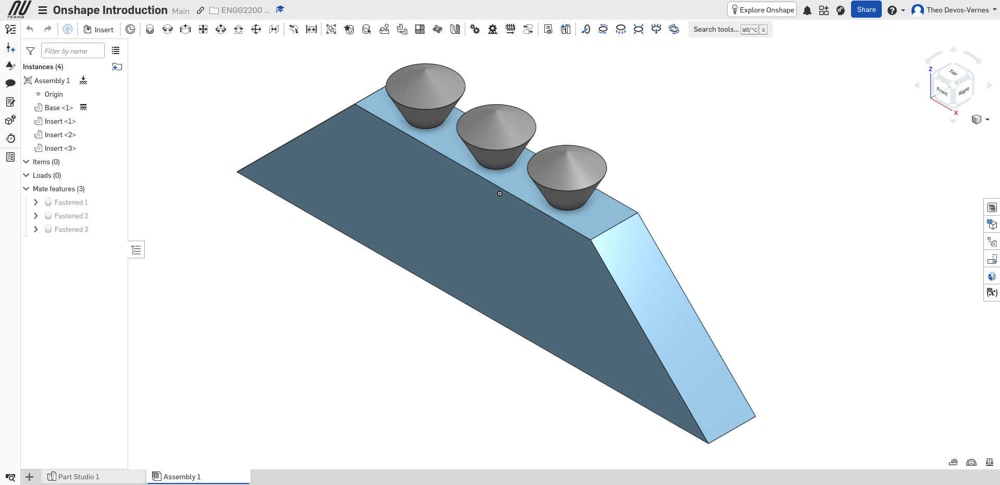 NU TEAMS
Onshape Introduction Main ENGG2200 ...
Explore Onshape
Share
Theo Devos-Vernes
Insert
Search tools... alt/⌥ c
Filter by name
Instances (4)
Assembly 1
Origin
Base <1>
Insert <1>
Insert <2>
Insert <3>
Items (0)
Loads (0)
Mate features (3)
Fastened 1
Fastened 2
Fastened 3
Z
Top
Y
Front
Right
X
(x)
Part Studio 1
Assembly 1